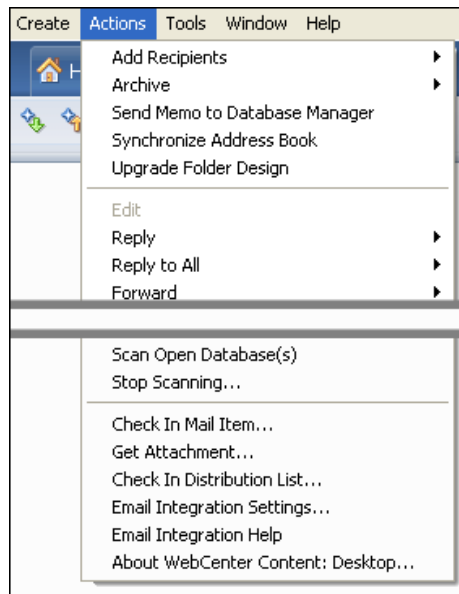 Create Actions Tools Window Help
H
Add Recipients
Archive
Send Memo to Database Manager
Synchronize Address Book
Upgrade Folder Design
Edit
Reply
Reply to All
Forward
Scan Open Database(s)
Stop Scanning...
Check In Mail Item...
Get Attachment...
Check In Distribution List...
Email Integration Settings...
Email Integration Help
About WebCenter Content: Desktop...